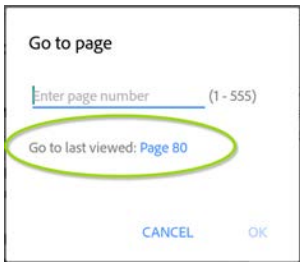 Go to page
Enter page number (1 - 555)
Go to last viewed: Page 80
CANCEL OK